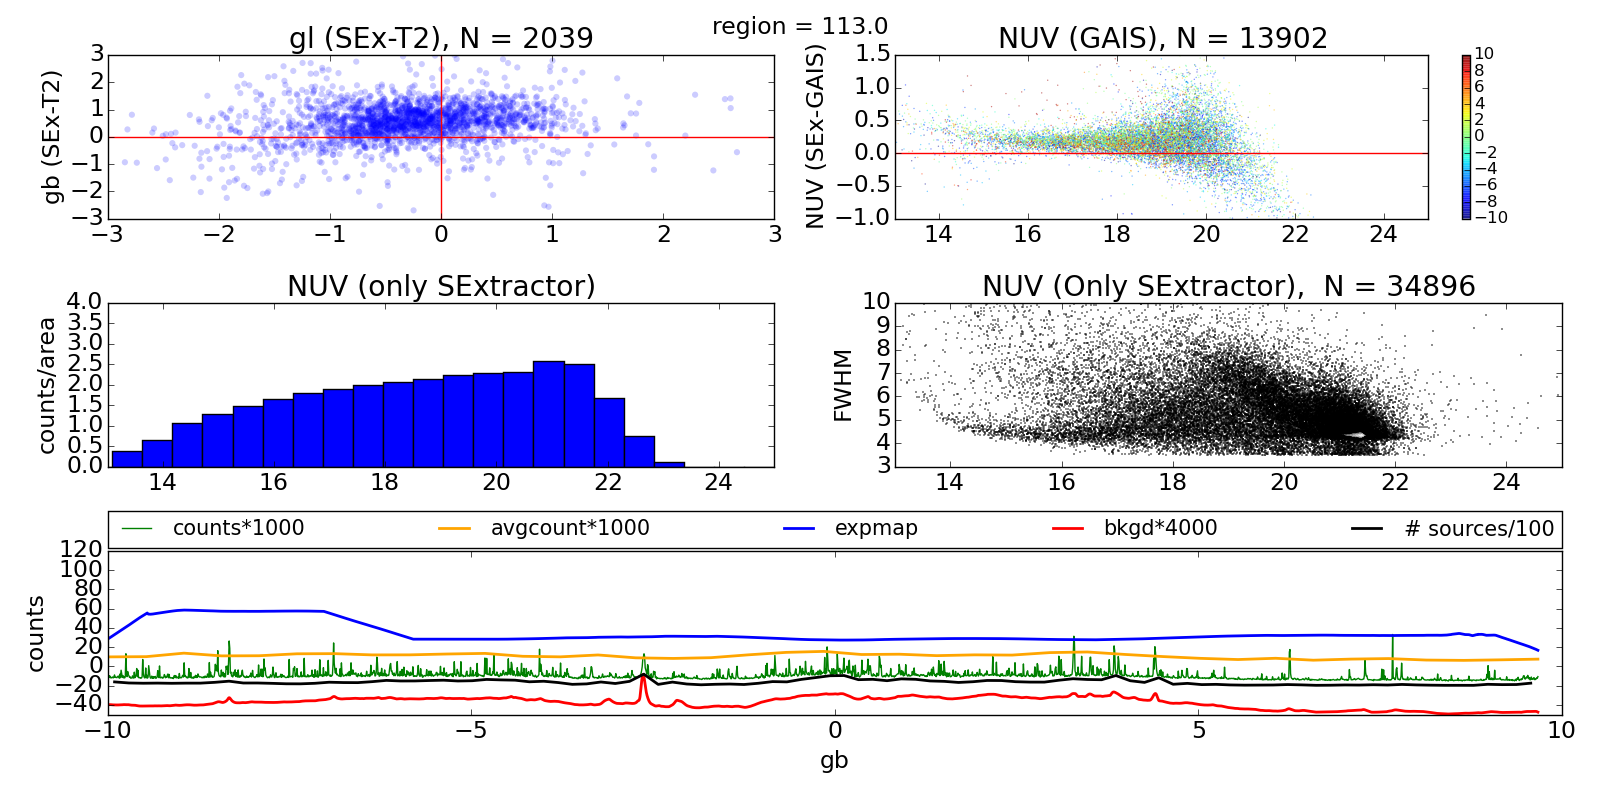 region = 113.0
gl (SEx-T2), N = 2039
NUV (GAIS), N = 13902
gb (SEx-T2)
3
2
1
0
−1
−2
−3
−3 −2 −1 0 1 2 3
NUV (SEx-GAIS)
1.5
1.0
0.5
0.0
−0.5
−1.0
14 16 18 20 22 24
10
8
6
4
2
0
−2
−4
−6
−8
−10
NUV (only SExtractor)
NUV (Only SExtractor), N = 34896
counts/area
4.0
3.5
3.0
2.5
2.0
1.5
1.0
0.5
0.0
14 16 18 20 22 24
FWHM
10
9
8
7
6
5
4
3
14 16 18 20 22 24
counts*1000 avgcount*1000 expmap bkgd*4000 # sources/100
counts
120
100
80
60
40
20
0
−20
−40
−10 −5 0 5 10
gb